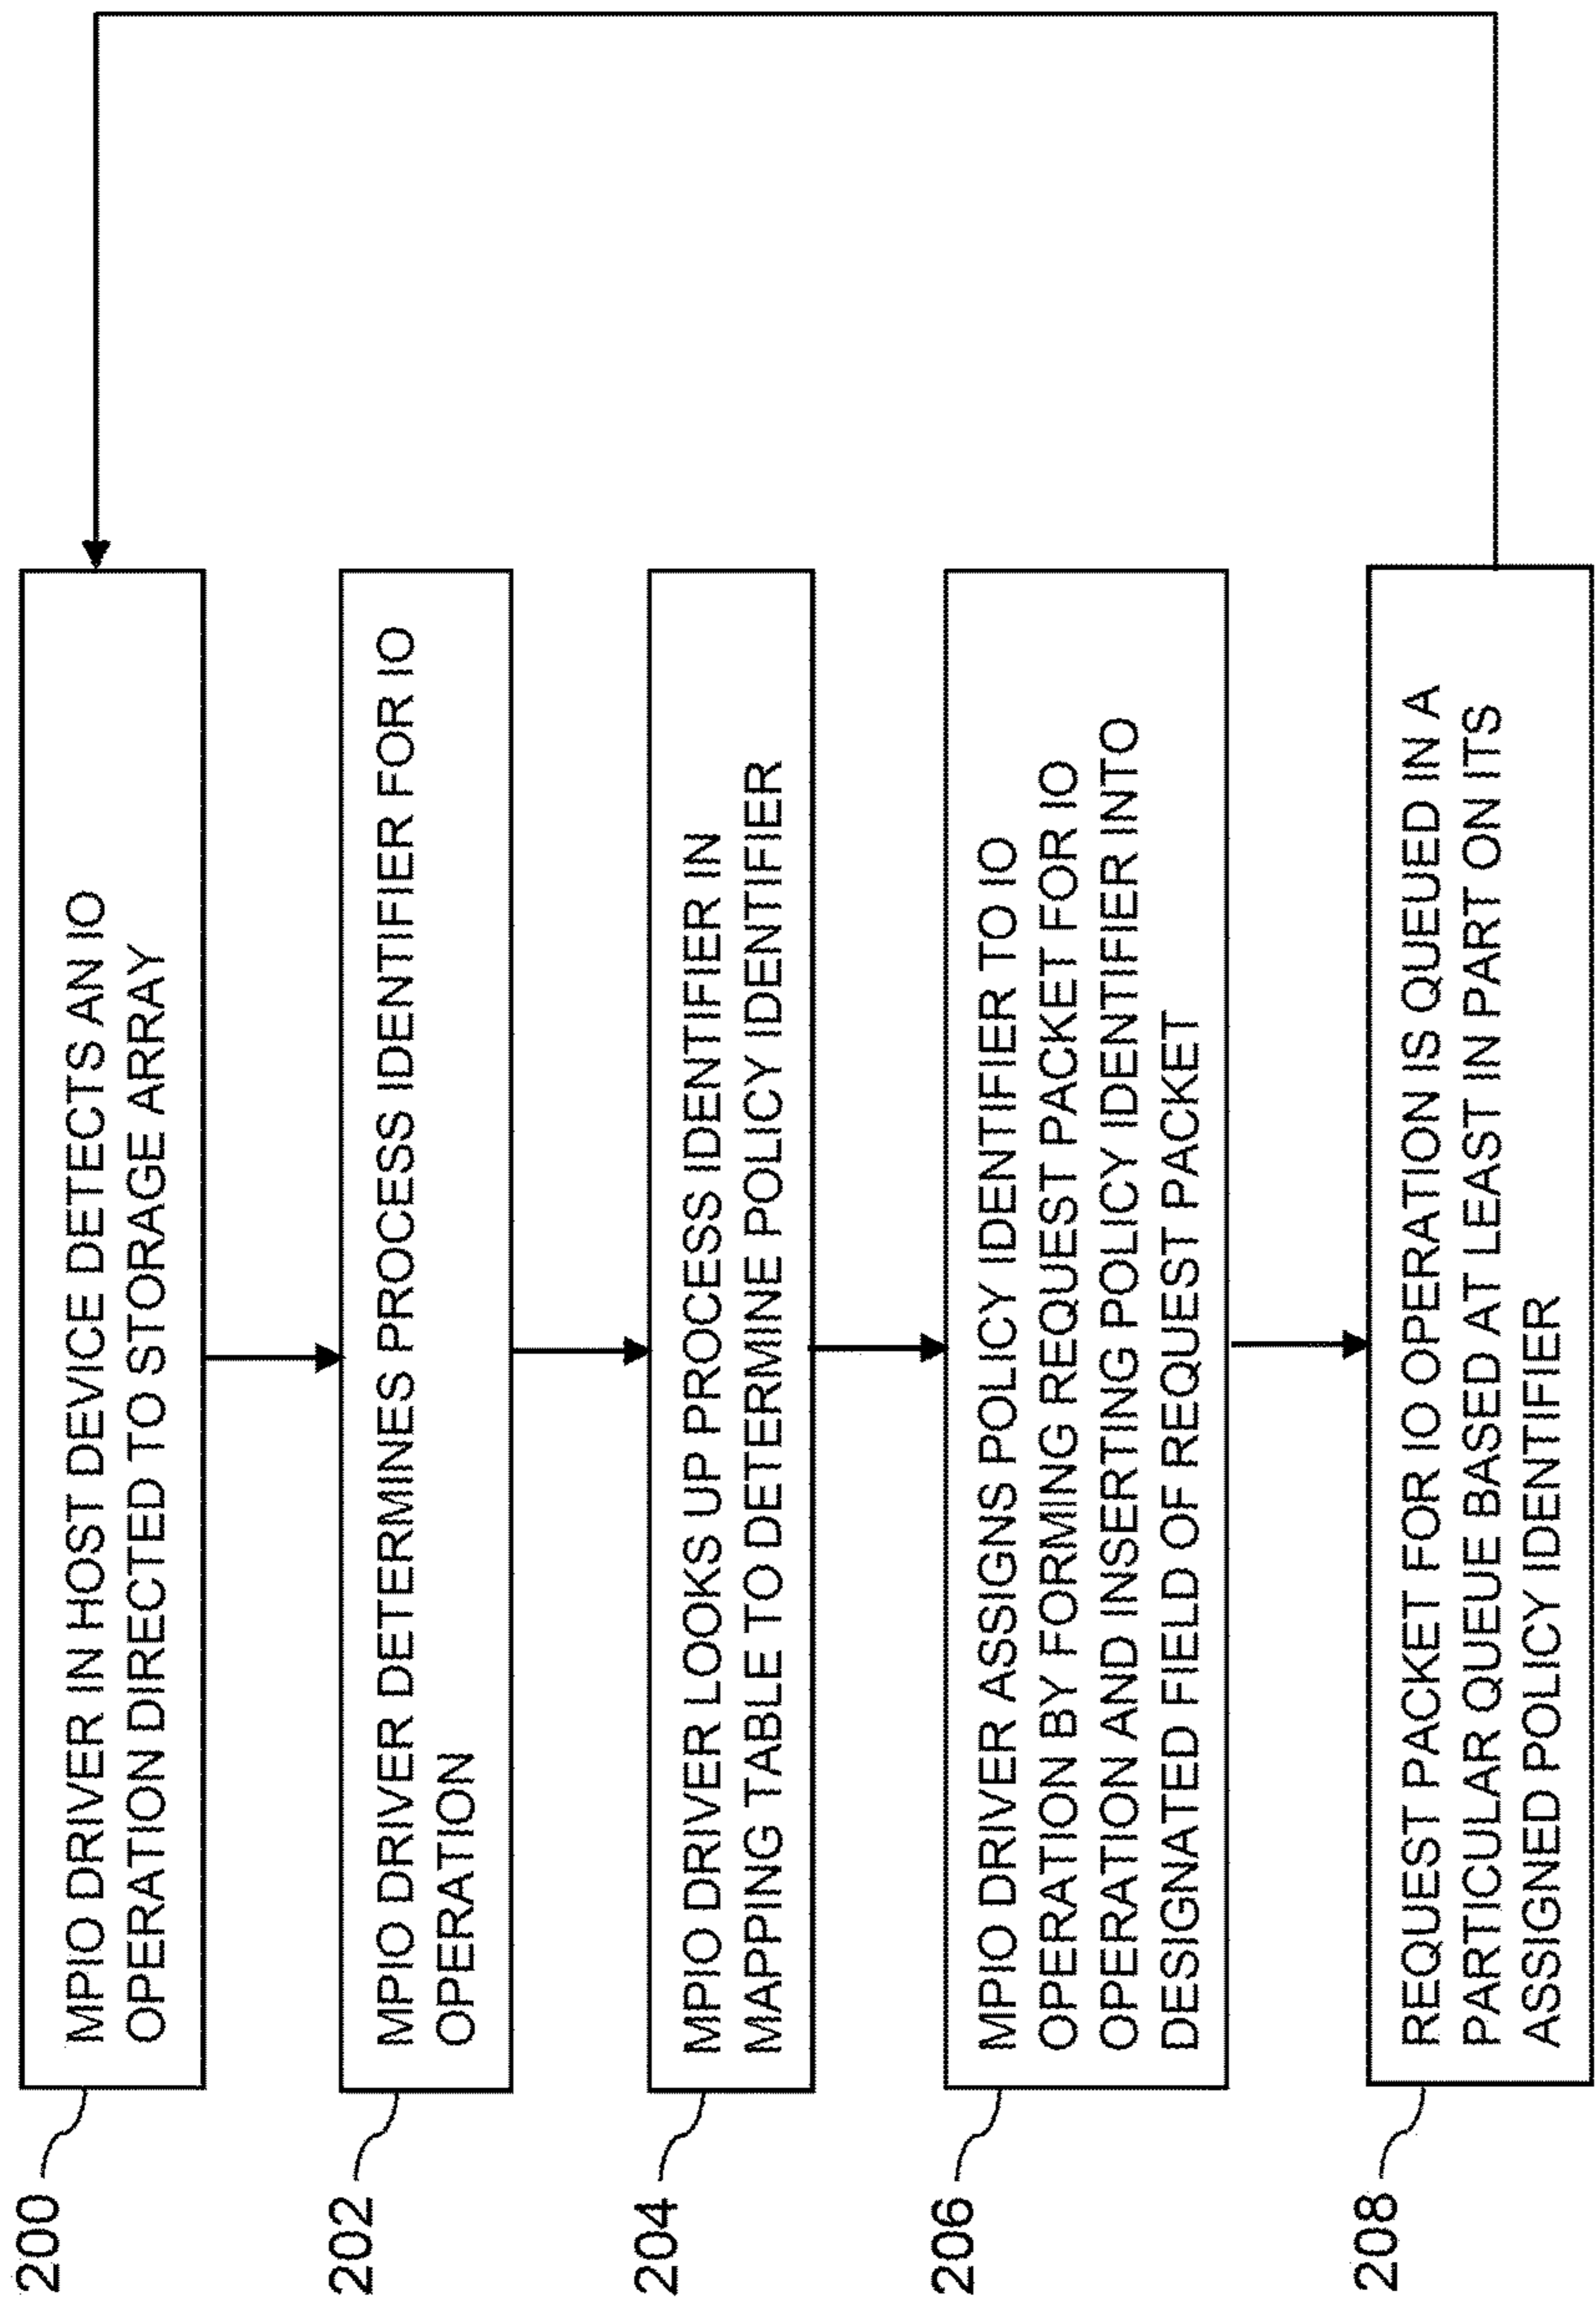 200
MPIO DRIVER IN HOST DEVICE DETECTS AN IO
OPERATION DIRECTED TO STORAGE ARRAY
202
MPIO DRIVER DETERMINES PROCESS IDENTIFIER FOR IO
OPERATION
204
MPIO DRIVER LOOKS UP PROCESS IDENTIFIER IN
MAPPING TABLE TO DETERMINE POLICY IDENTIFIER
206
MPIO DRIVER ASSIGNS POLICY IDENTIFIER TO IO
OPERATION BY FORMING REQUEST PACKET FOR IO
OPERATION AND INSERTING POLICY IDENTIFIER INTO
DESIGNATED FIELD OF REQUEST PACKET
208
REQUEST PACKET FOR IO OPERATION IS QUEUED IN A
PARTICULAR QUEUE BASED AT LEAST IN PART ON ITS
ASSIGNED POLICY IDENTIFIER